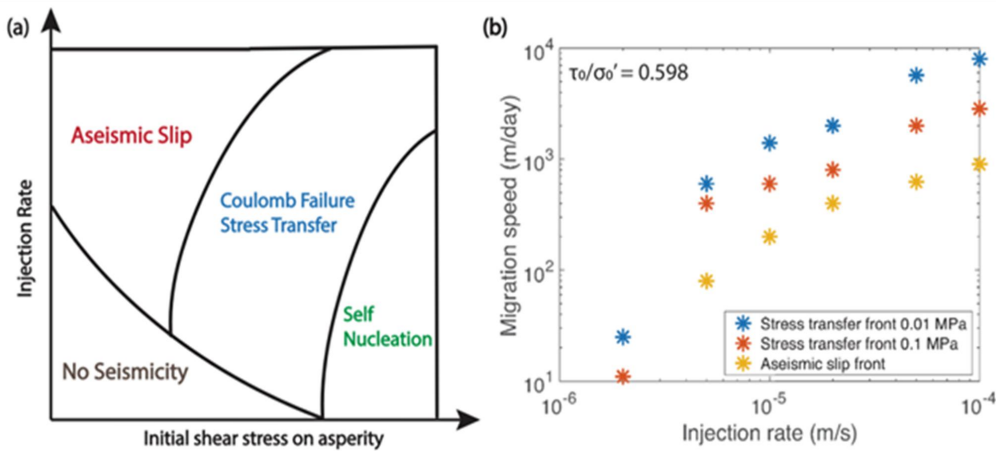 (a)
Injection Rate
Aseismic Slip
Coulomb Failure
Stress Transfer
Self
Nucleation
No Seismicity
Initial shear stress on asperity
(b)
Migration speed (m/day)
10⁴
10³
10²
10¹
τ₀/σ₀′ = 0.598
Stress transfer front 0.01 MPa
Stress transfer front 0.1 MPa
Aseismic slip front
10⁻⁶
10⁻⁵
10⁻⁴
Injection rate (m/s)